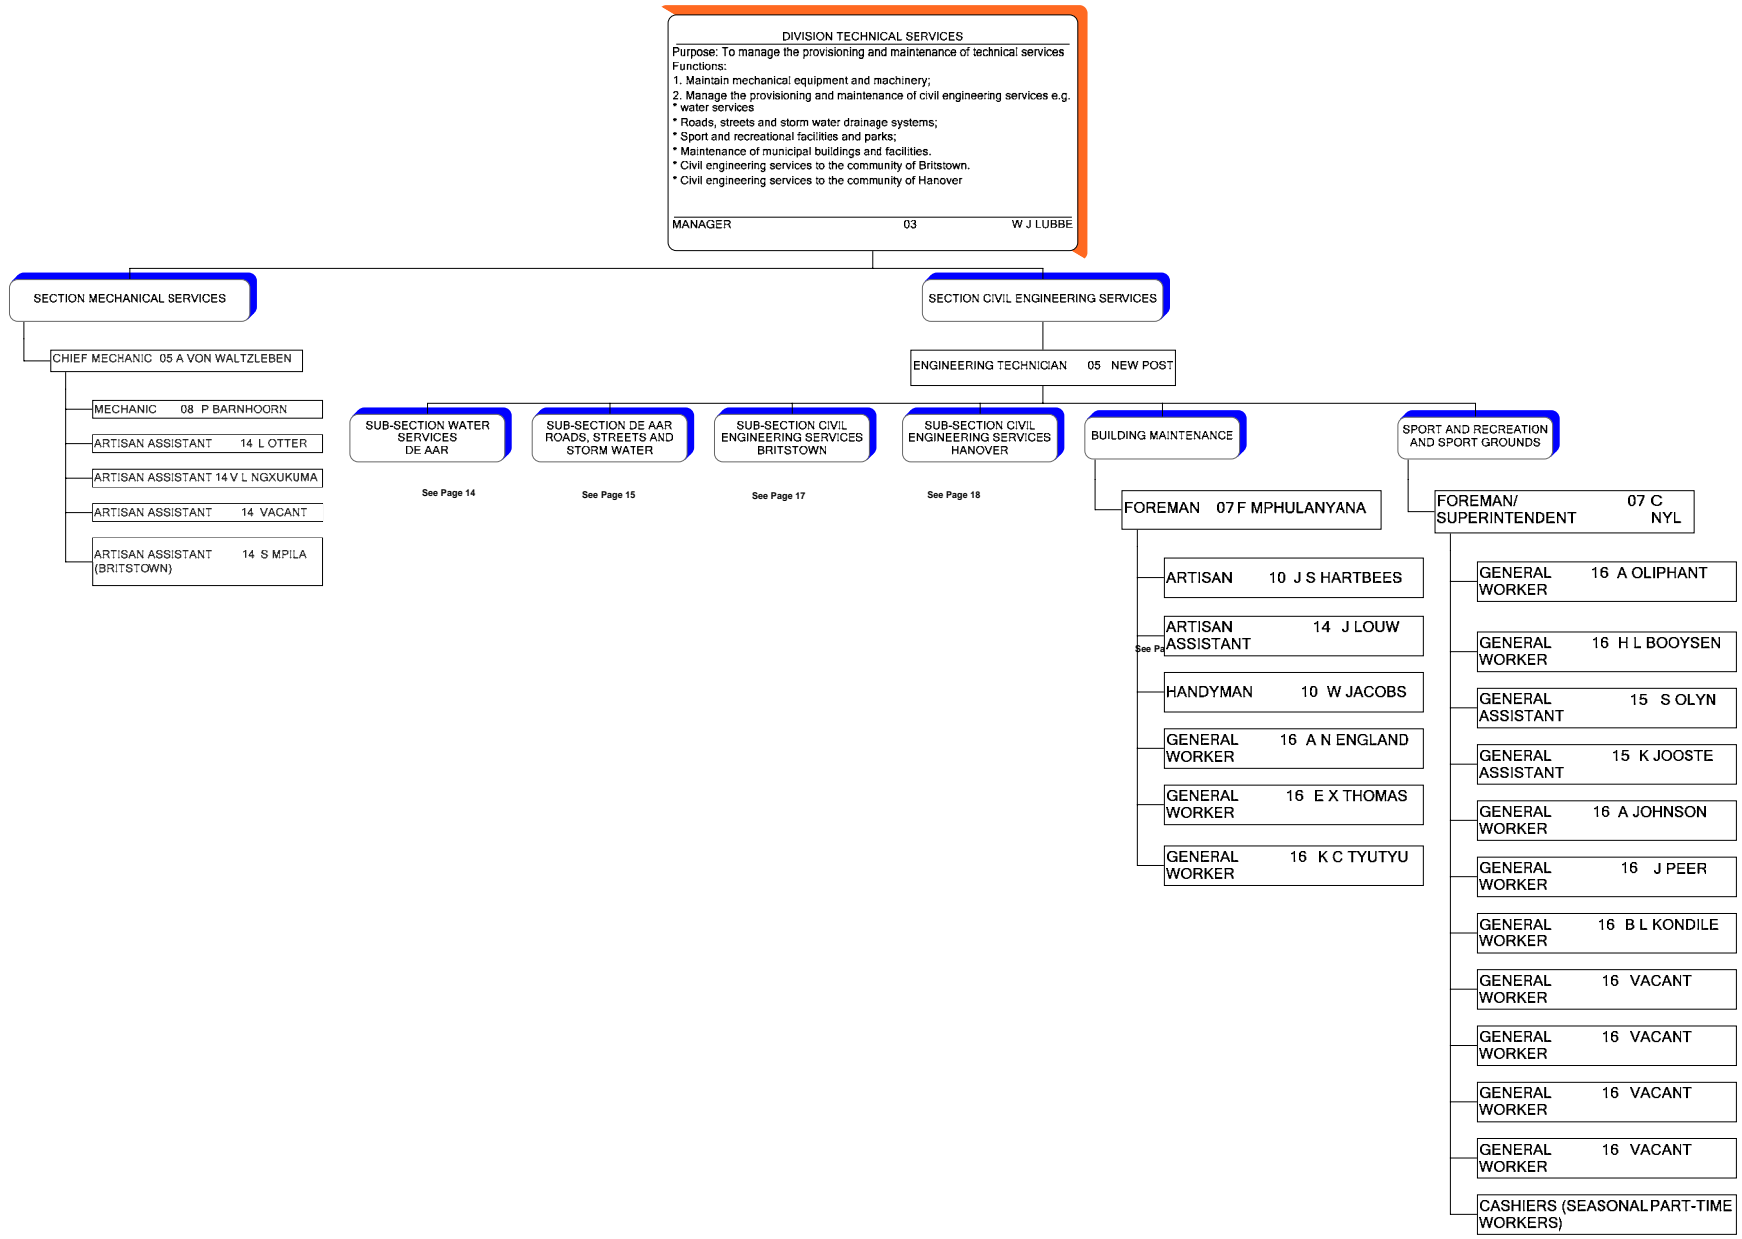 DIVISION TECHNICAL SERVICES
Purpose: To manage the provisioning and maintenance of technical services
Functions:
1. Maintain mechanical equipment and machinery;
2. Manage the provisioning and maintenance of civil engineering services e.g.
* water services
* Roads, streets and storm water drainage systems;
* Sport and recreational facilities and parks;
* Maintenance of municipal buildings and facilities.
* Civil engineering services to the community of Britstown.
* Civil engineering services to the community of Hanover
MANAGER 03 W J LUBBE
SECTION MECHANICAL SERVICES
CHIEF MECHANIC 05 A VON WALTZLEBEN
MECHANIC 08 P BARNHOORN
ARTISAN ASSISTANT 14 L OTTER
ARTISAN ASSISTANT 14 V L NGXUKUMA
ARTISAN ASSISTANT 14 VACANT
ARTISAN ASSISTANT 14 S MPILA
(BRITSTOWN)
SECTION CIVIL ENGINEERING SERVICES
ENGINEERING TECHNICIAN 05 NEW POST
SUB-SECTION WATER
SERVICES
DE AAR
See Page 14
SUB-SECTION DE AAR
ROADS, STREETS AND
STORM WATER
See Page 15
SUB-SECTION CIVIL
ENGINEERING SERVICES
BRITSTOWN
See Page 17
SUB-SECTION CIVIL
ENGINEERING SERVICES
HANOVER
See Page 18
BUILDING MAINTENANCE
FOREMAN 07 F MPHULANYANA
ARTISAN 10 J S HARTBEES
ARTISAN 14 J LOUW
ASSISTANT
See Pa
HANDYMAN 10 W JACOBS
GENERAL 16 A N ENGLAND
WORKER
GENERAL 16 E X THOMAS
WORKER
GENERAL 16 K C TYUTYU
WORKER
SPORT AND RECREATION
AND SPORT GROUNDS
FOREMAN/ 07 C
SUPERINTENDENT NYL
GENERAL 16 A OLIPHANT
WORKER
GENERAL 16 H L BOOYSEN
WORKER
GENERAL 15 S OLYN
ASSISTANT
GENERAL 15 K JOOSTE
ASSISTANT
GENERAL 16 A JOHNSON
WORKER
GENERAL 16 J PEER
WORKER
GENERAL 16 B L KONDILE
WORKER
GENERAL 16 VACANT
WORKER
GENERAL 16 VACANT
WORKER
GENERAL 16 VACANT
WORKER
GENERAL 16 VACANT
WORKER
CASHIERS (SEASONAL PART-TIME
WORKERS)